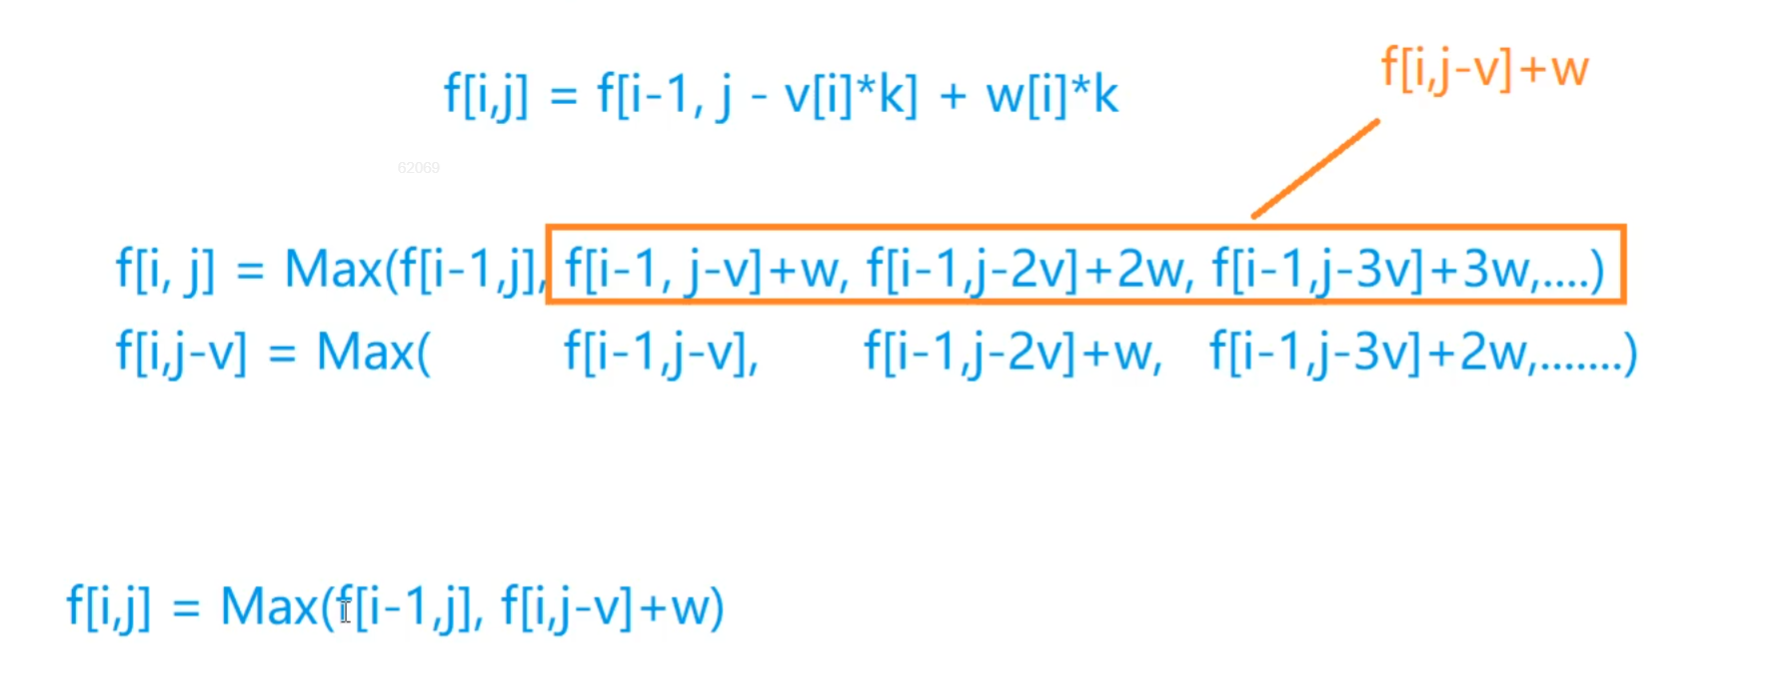 f[i,j-v]+w
f[i,j] = f[i-1, j - v[i]*k] + w[i]*k
62069
f[i, j] = Max(f[i-1,j], f[i-1, j-v]+w, f[i-1,j-2v]+2w, f[i-1,j-3v]+3w,....)
f[i,j-v] = Max( f[i-1,j-v], f[i-1,j-2v]+w, f[i-1,j-3v]+2w,.......)
f[i,j] = Max(f[i-1,j], f[i,j-v]+w)